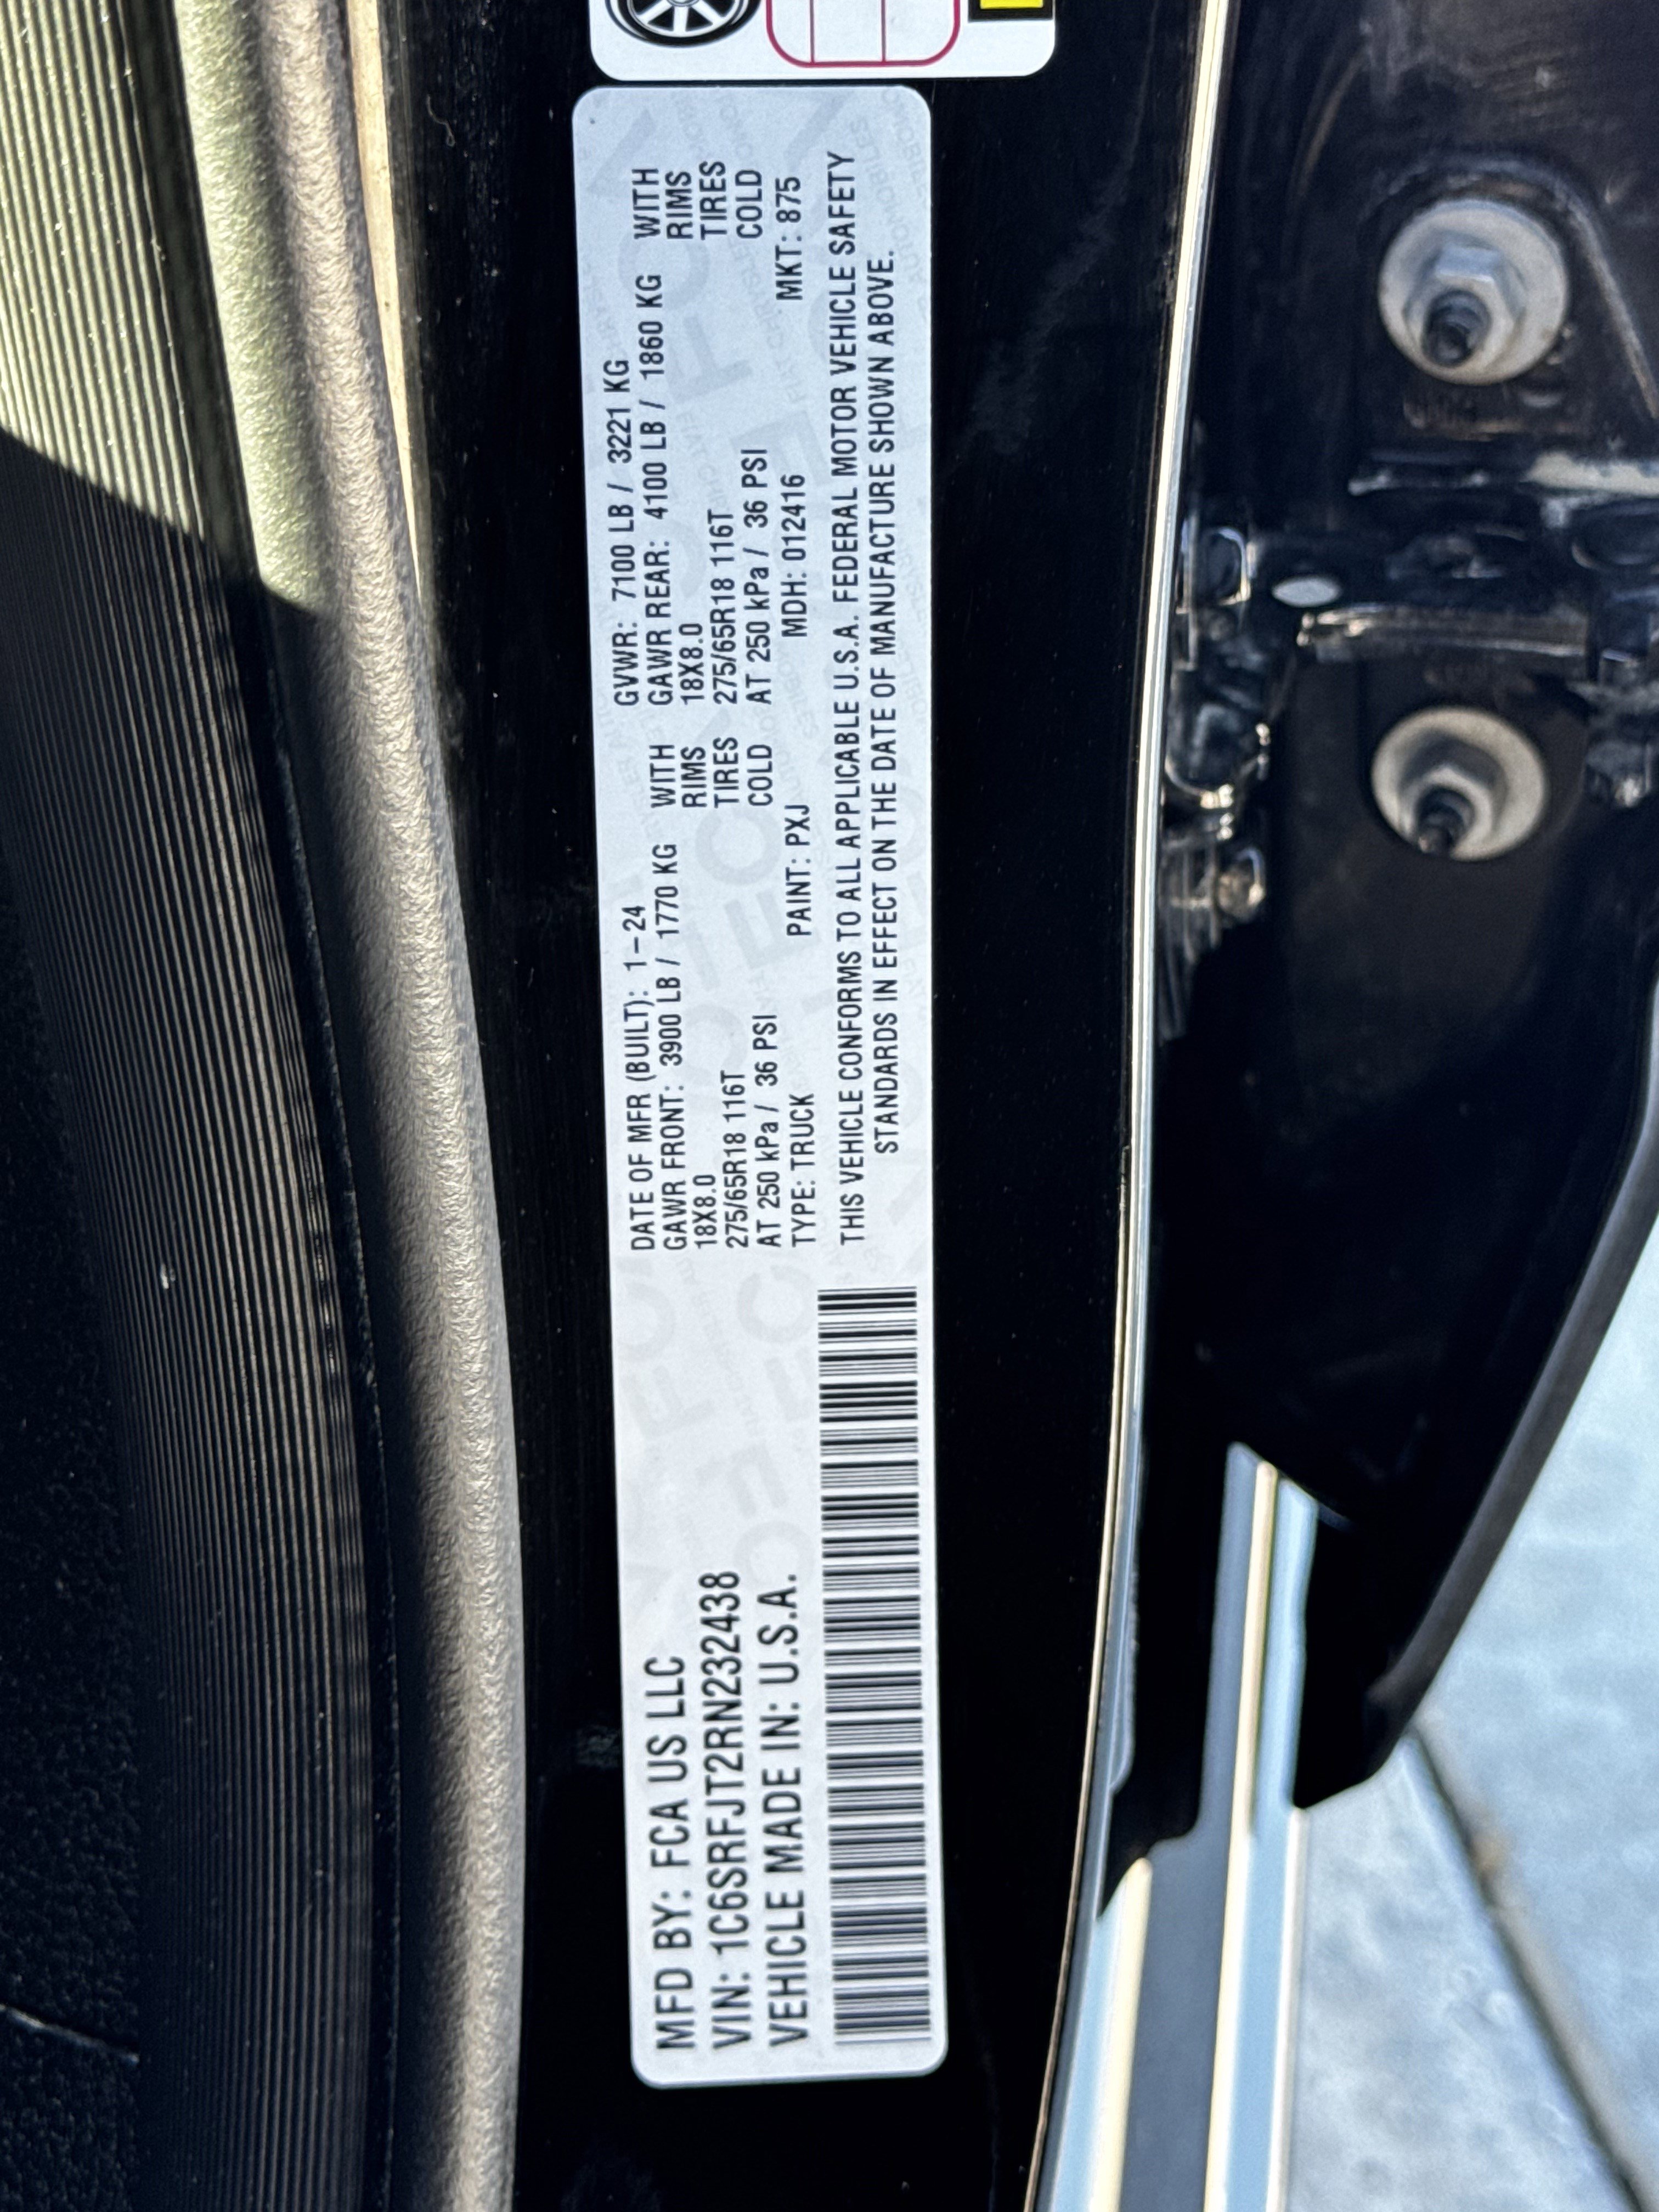 MFD BY: FCA US LLC
VIN: 1C6SRFJT2RN232438
VEHICLE MADE IN: U.S.A.
DATE OF MFR (BUILT): 1-24 GVWR: 7100 LB / 3221 KG
GAWR FRONT: 3900 LB / 1770 KG WITH GAWR REAR: 4100 LB / 1860 KG WITH
18X8.0 RIMS 18X8.0 RIMS
275/65R18 116T TIRES 275/65R18 116T TIRES
AT 250 kPa / 36 PSI COLD AT 250 kPa / 36 PSI COLD
TYPE: TRUCK PAINT: PXJ MDH: 012416 MKT: 875
THIS VEHICLE CONFORMS TO ALL APPLICABLE U.S.A. FEDERAL MOTOR VEHICLE SAFETY
STANDARDS IN EFFECT ON THE DATE OF MANUFACTURE SHOWN ABOVE.